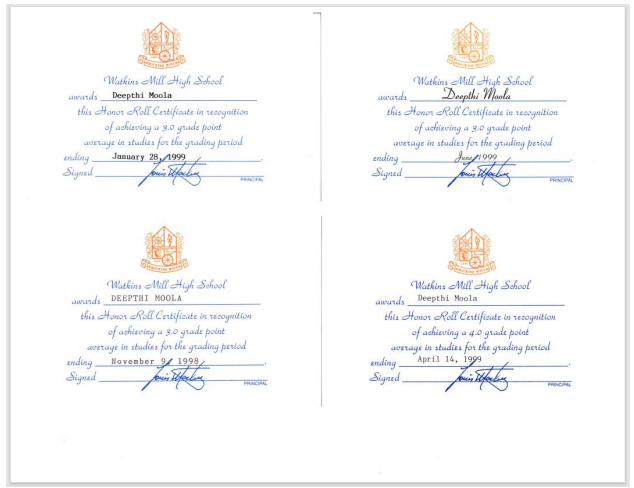 Watkins Mill High School
awards Deepthi Moola
this Honor Roll Certificate in recognition
of achieving a 3.0 grade point
average in studies for the grading period
ending January 28, 1999.
Signed
PRINCIPAL
Watkins Mill High School
awards Deepthi Moola
this Honor Roll Certificate in recognition
of achieving a 3.0 grade point
average in studies for the grading period
ending June, 1999.
Signed
PRINCIPAL
Watkins Mill High School
awards DEEPTHI MOOLA
this Honor Roll Certificate in recognition
of achieving a 3.0 grade point
average in studies for the grading period
ending November 9, 1998.
Signed
PRINCIPAL
Watkins Mill High School
awards Deepthi Moola
this Honor Roll Certificate in recognition
of achieving a 4.0 grade point
average in studies for the grading period
ending April 14, 1999.
Signed
PRINCIPAL